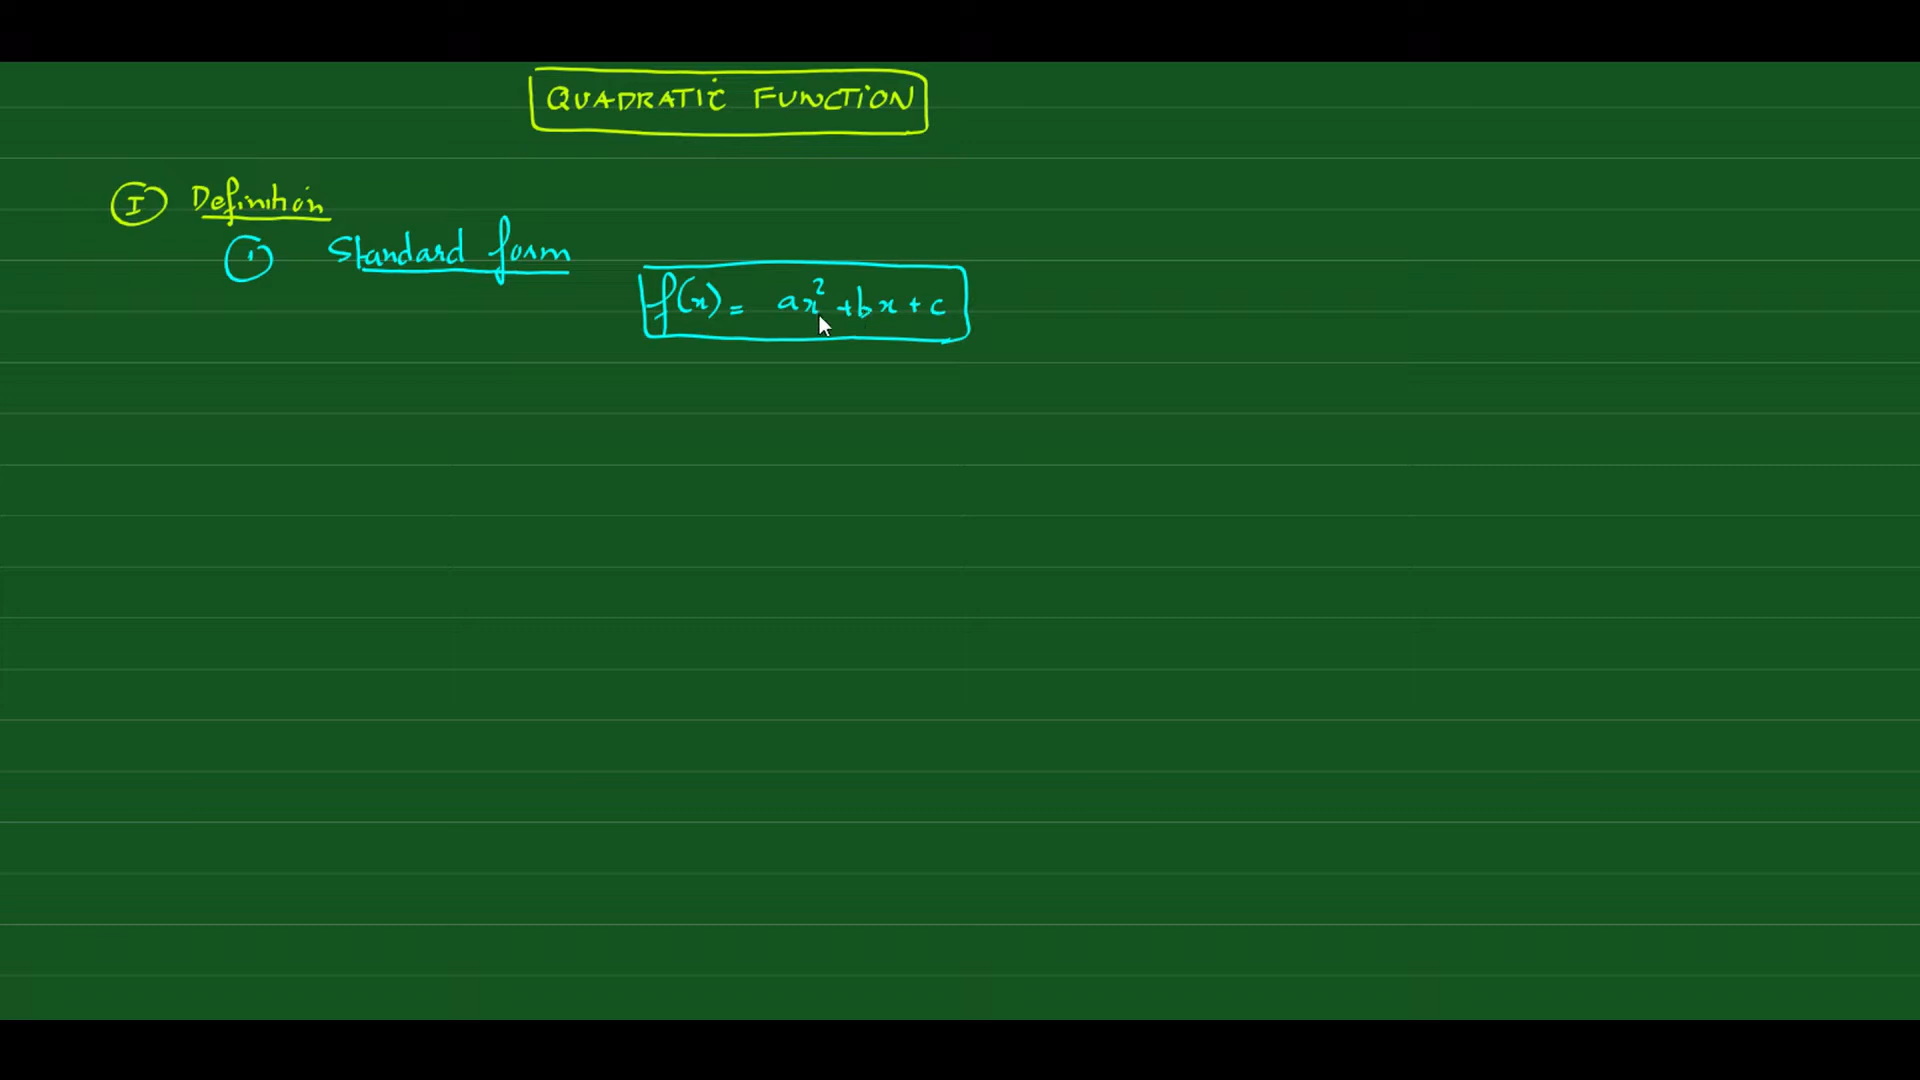 QUADRATIC FUNCTION
I Definition
1 Standard form
f(x) = ax² + bx + c